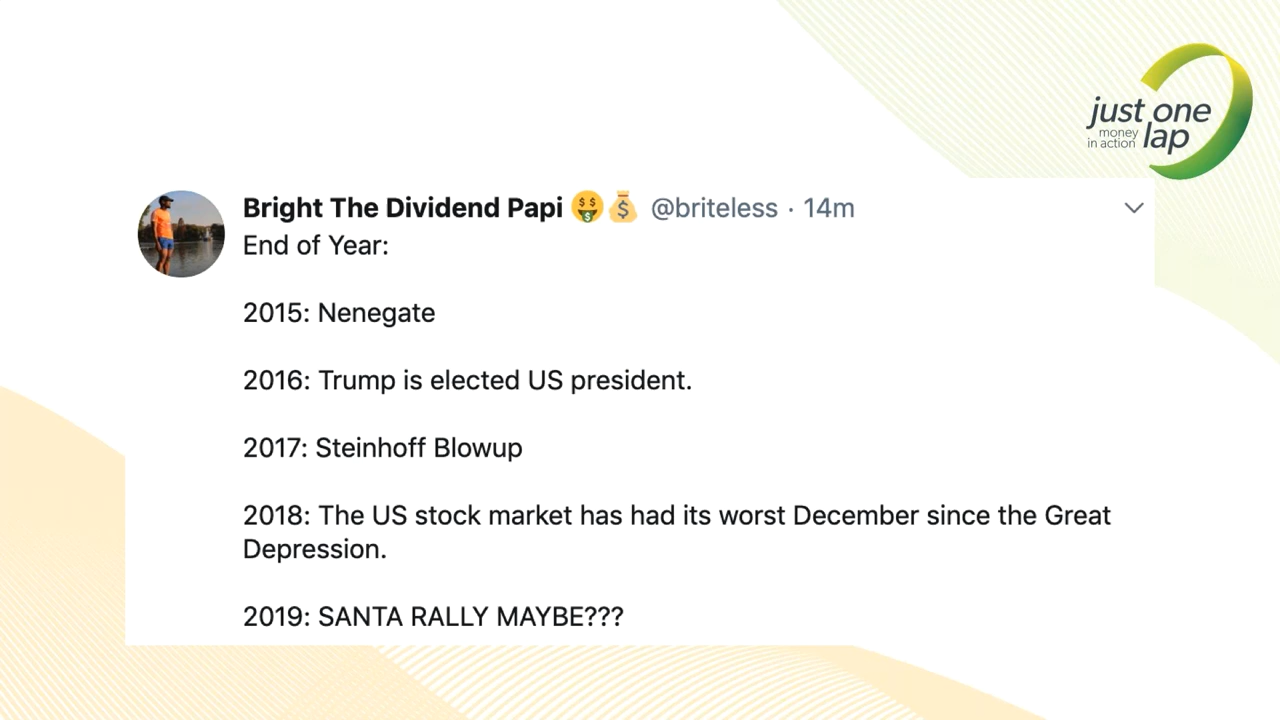 just one
money
in action
lap
Bright The Dividend Papi 🤑💰 @briteless · 14m
End of Year:
2015: Nenegate
2016: Trump is elected US president.
2017: Steinhoff Blowup
2018: The US stock market has had its worst December since the Great
Depression.
2019: SANTA RALLY MAYBE???